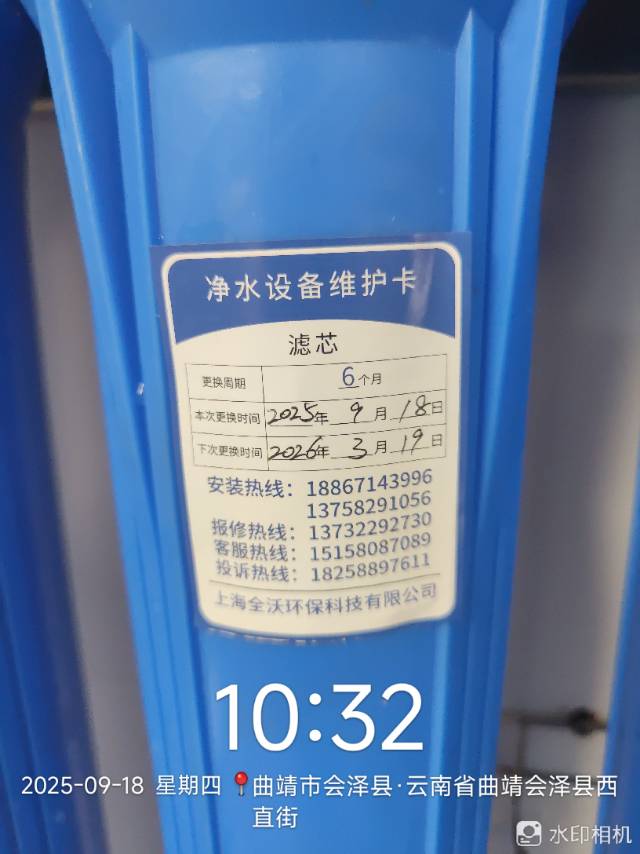 净水设备维护卡
滤芯
更换周期 6个月
本次更换时间 2025年 9月 18日
下次更换时间 2026年 3月 19日
安装热线：18867143996
13758291056
报修热线：13732292730
客服热线：15158087089
投诉热线：18258897611
上海全沃环保科技有限公司
10:32
2025-09-18 星期四 曲靖市会泽县·云南省曲靖会泽县西
直街
水印相机